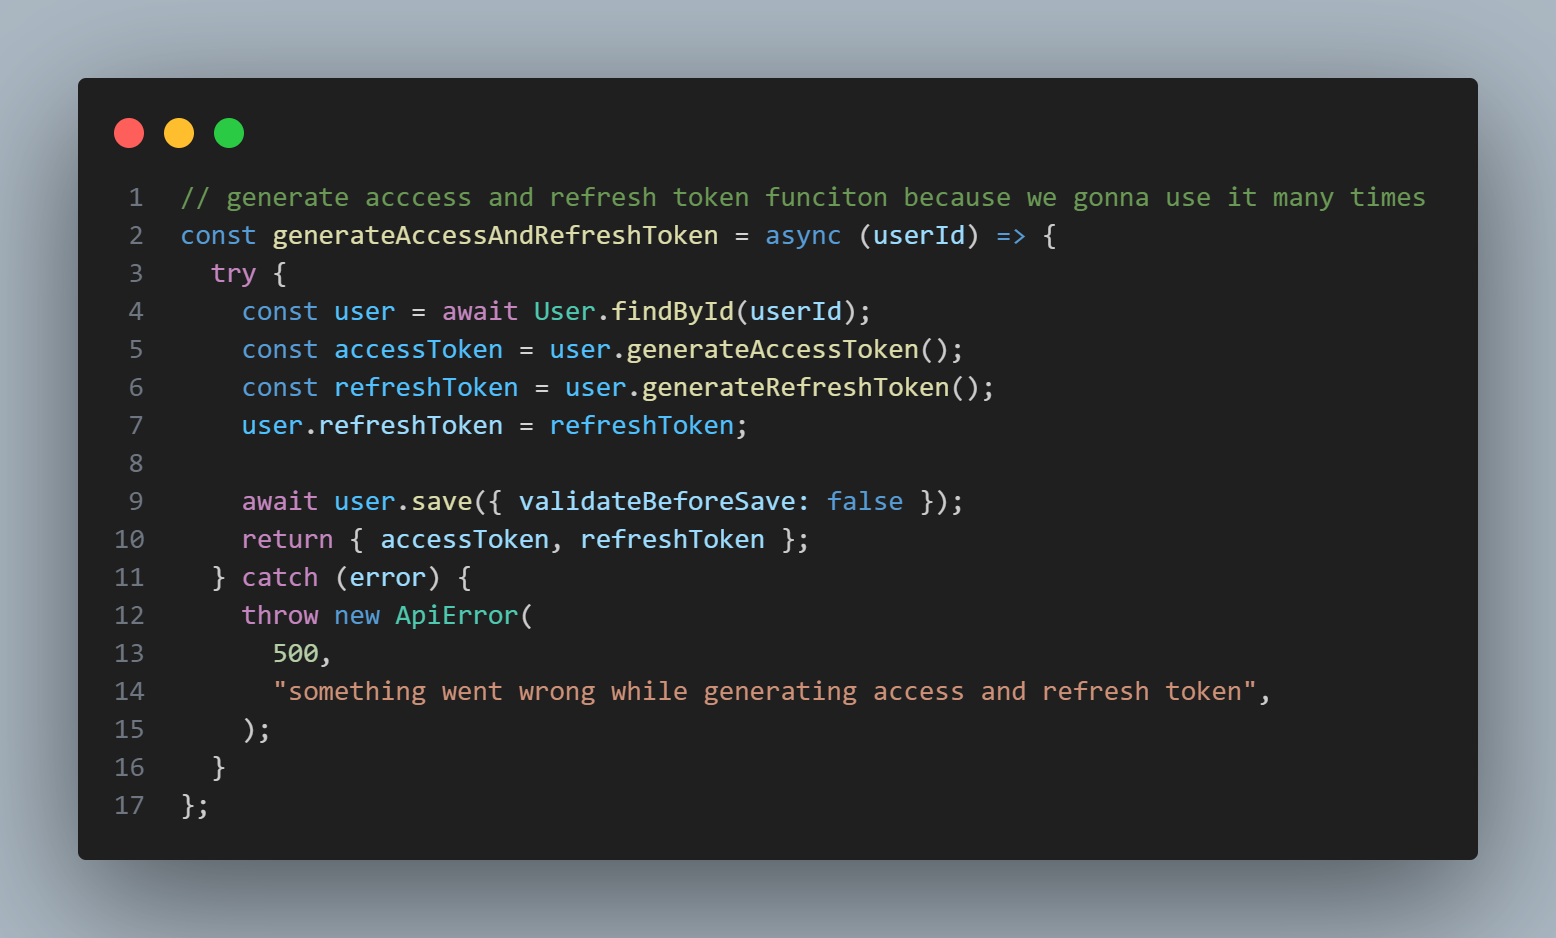 1 // generate acccess and refresh token funciton because we gonna use it many times
2 const generateAccessAndRefreshToken = async (userId) => {
3   try {
4     const user = await User.findById(userId);
5     const accessToken = user.generateAccessToken();
6     const refreshToken = user.generateRefreshToken();
7     user.refreshToken = refreshToken;
8
9     await user.save({ validateBeforeSave: false });
10     return { accessToken, refreshToken };
11   } catch (error) {
12     throw new ApiError(
13       500,
14       "something went wrong while generating access and refresh token",
15     );
16   }
17 };